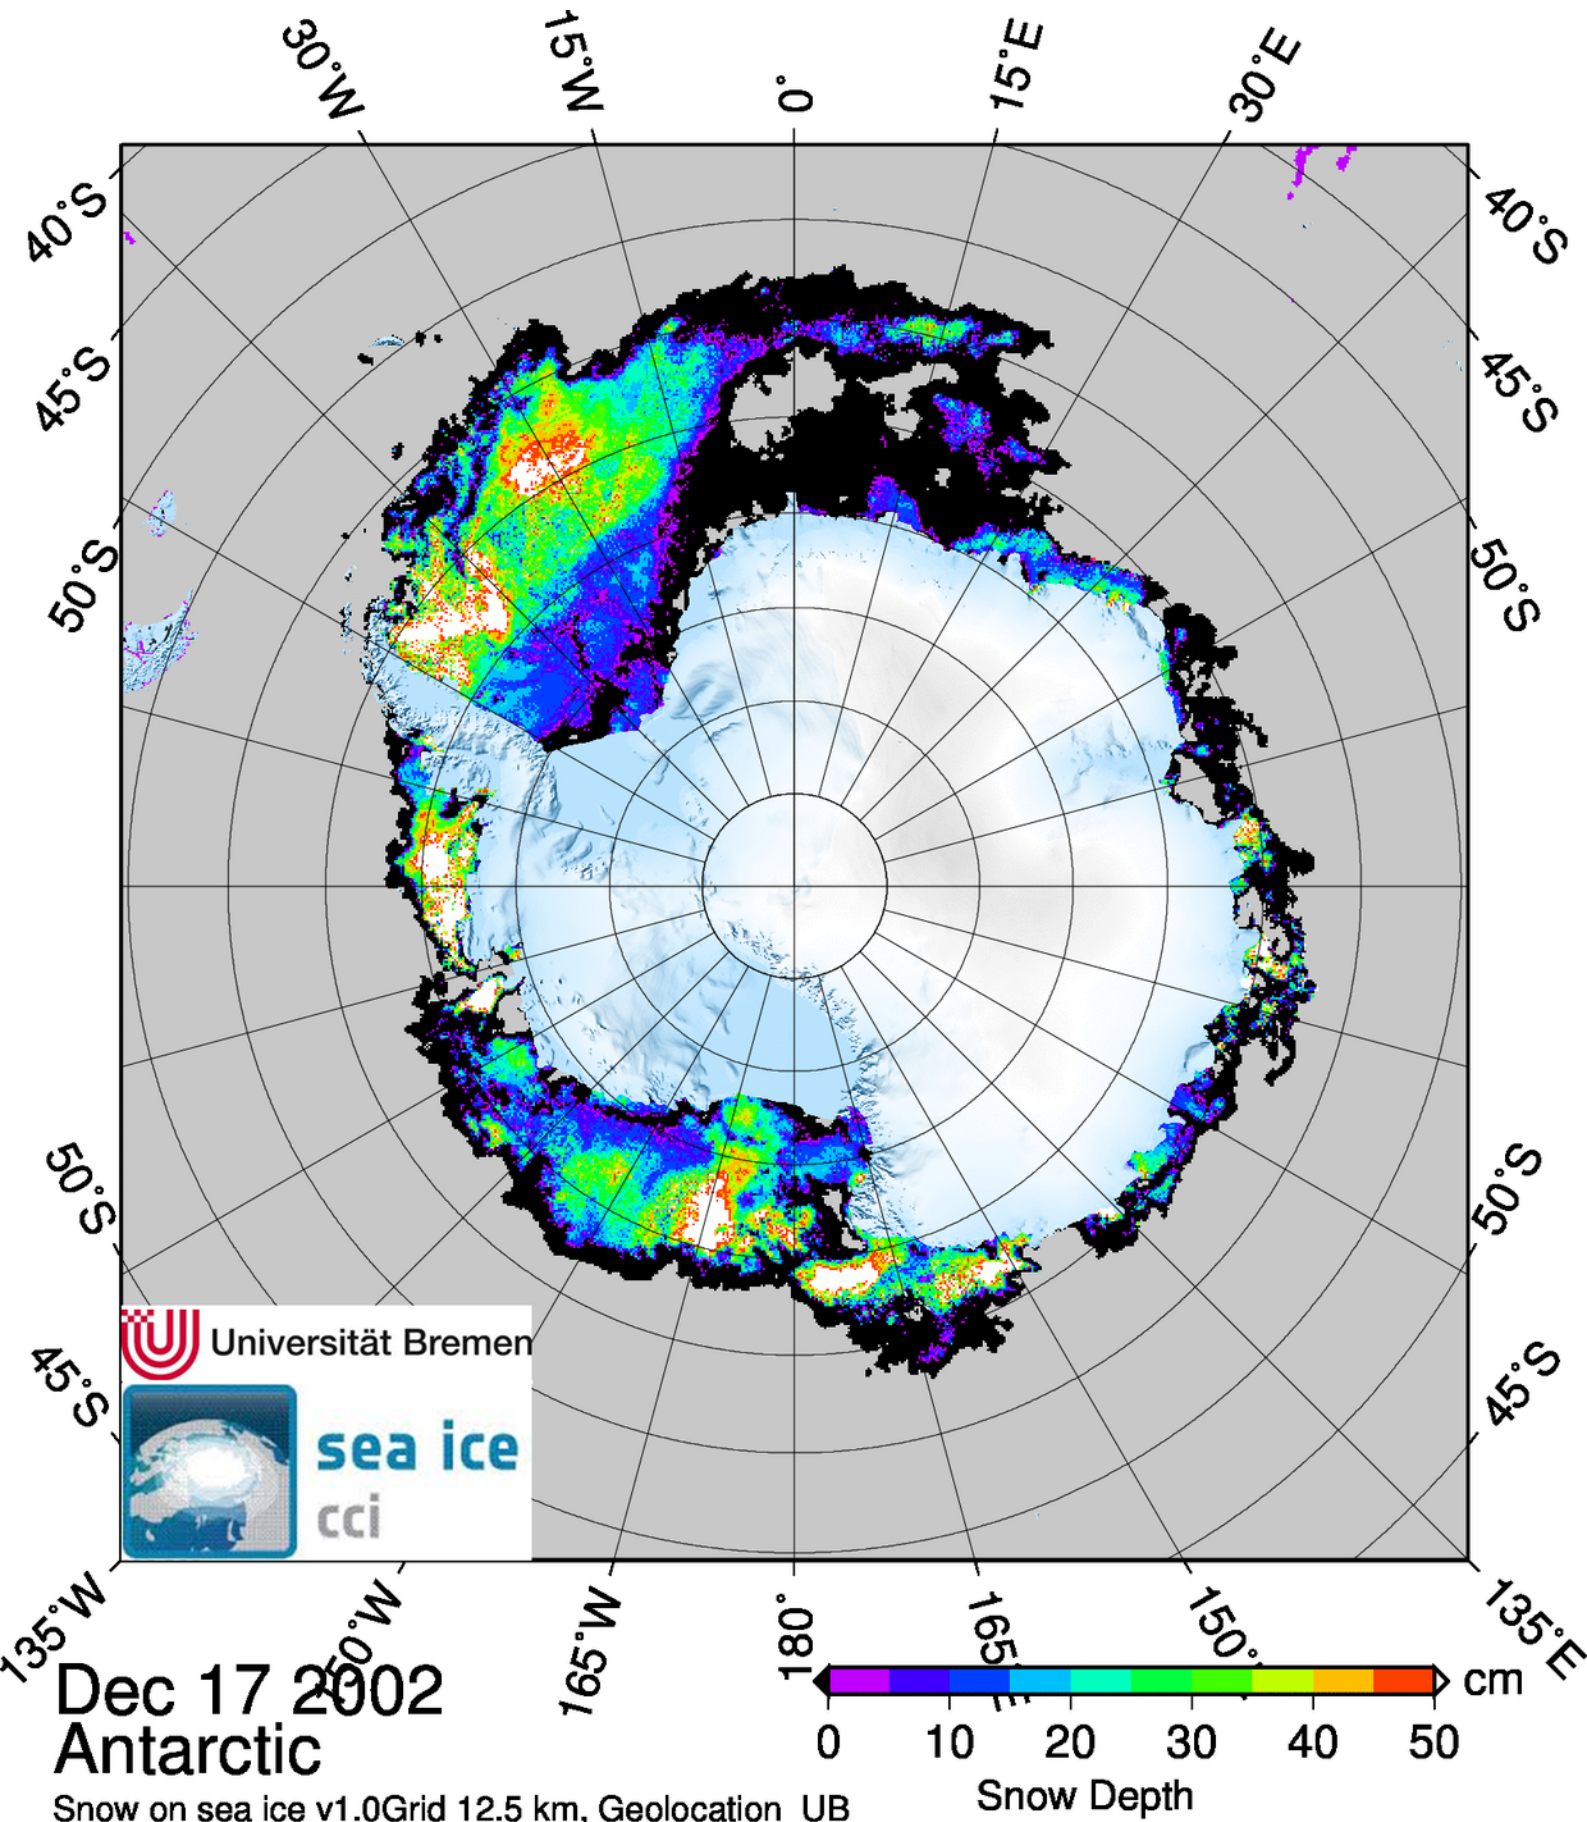 30°W 15°W 0° 15°E 30°E
40°S 40°S
45°S 45°S
50°S 50°S
50°S 50°S
45°S 45°S
Universität Bremen
sea ice
cci
135°W 165°W 180° 165 150° 135°E
Dec 17 2002
Antarctic
Snow on sea ice v1.0Grid 12.5 km, Geolocation UB
cm
0 10 20 30 40 50
Snow Depth